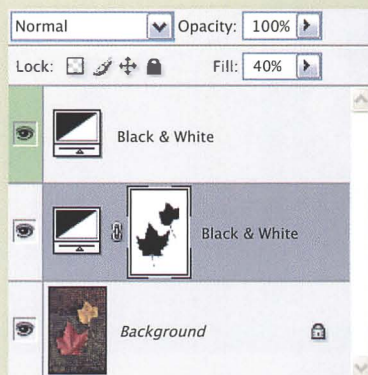 Normal Opacity: 100%
Lock: Fill: 40%
Black & White
Black & White
Background